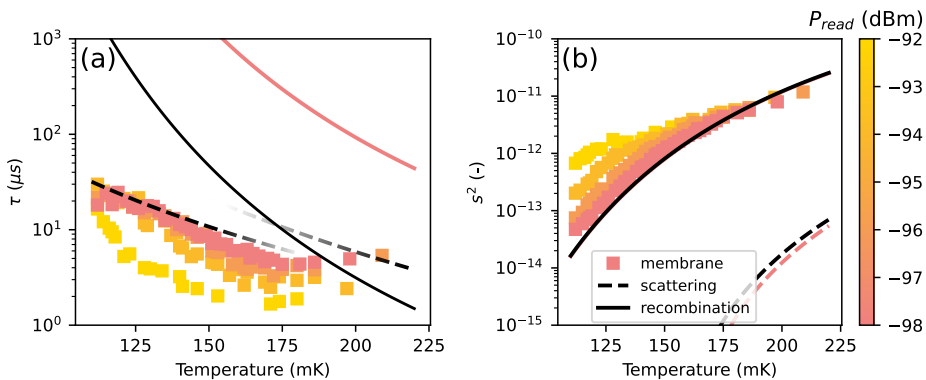 P_read (dBm)
(a)
10³
10²
10¹
10⁰
τ (μs)
125
150
175
200
225
Temperature (mK)
(b)
10⁻¹⁰
10⁻¹¹
10⁻¹²
10⁻¹³
10⁻¹⁴
10⁻¹⁵
s² (-)
membrane
scattering
recombination
125
150
175
200
225
Temperature (mK)
−92
−93
−94
−95
−96
−97
−98